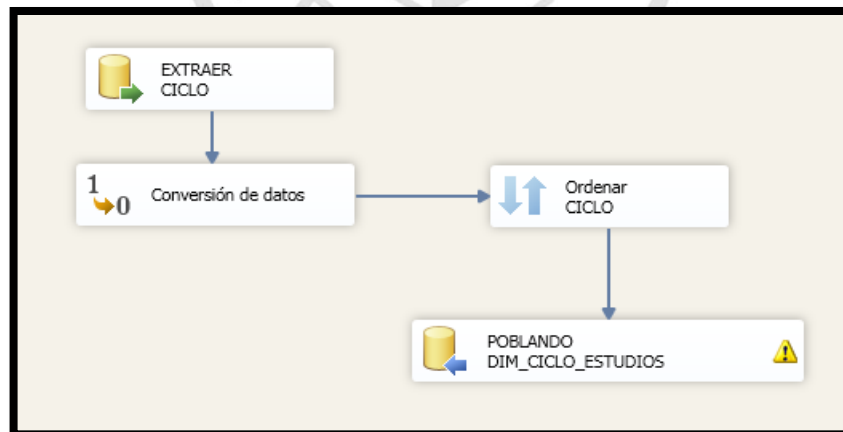 EXTRAER
CICLO
1
0
Conversión de datos
Ordenar
CICLO
POBLANDO
DIM_CICLO_ESTUDIOS